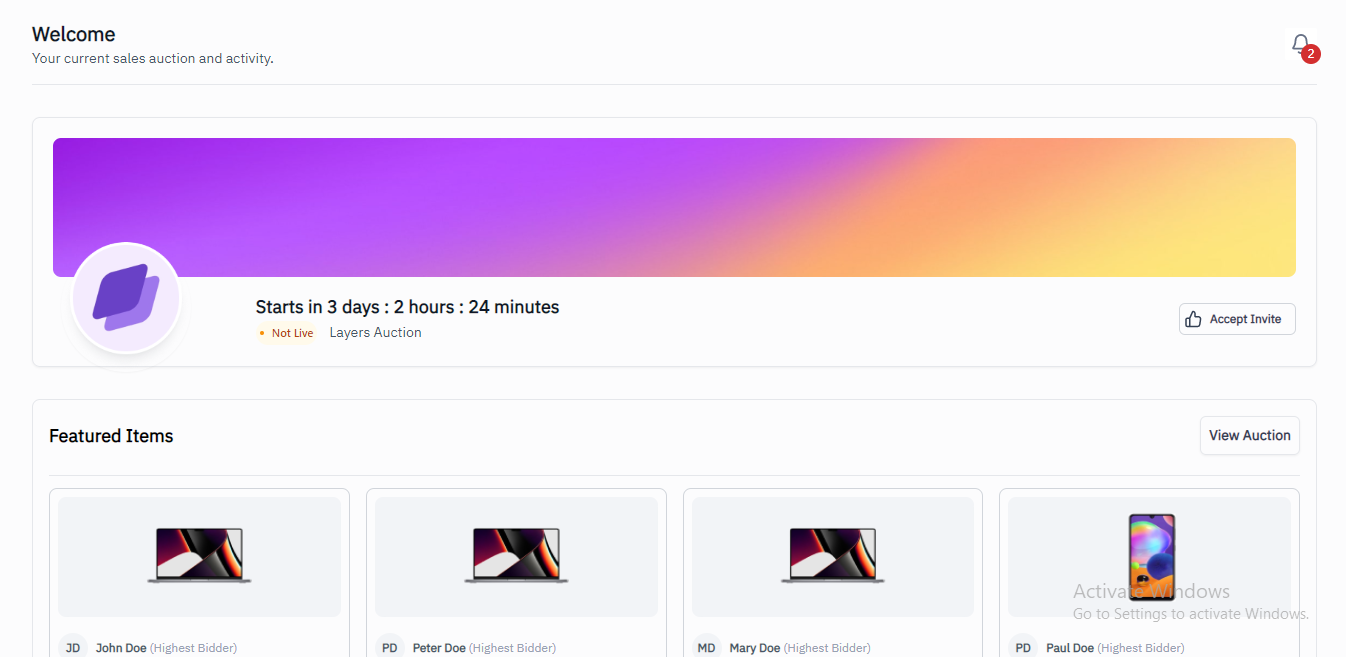 Welcome
Your current sales auction and activity.
2
Starts in 3 days : 2 hours : 24 minutes
Not Live Layers Auction
Accept Invite
Featured Items
View Auction
Activate Windows
Go to Settings to activate Windows.
JD John Doe (Highest Bidder)
PD Peter Doe (Highest Bidder)
MD Mary Doe (Highest Bidder)
PD Paul Doe (Highest Bidder)